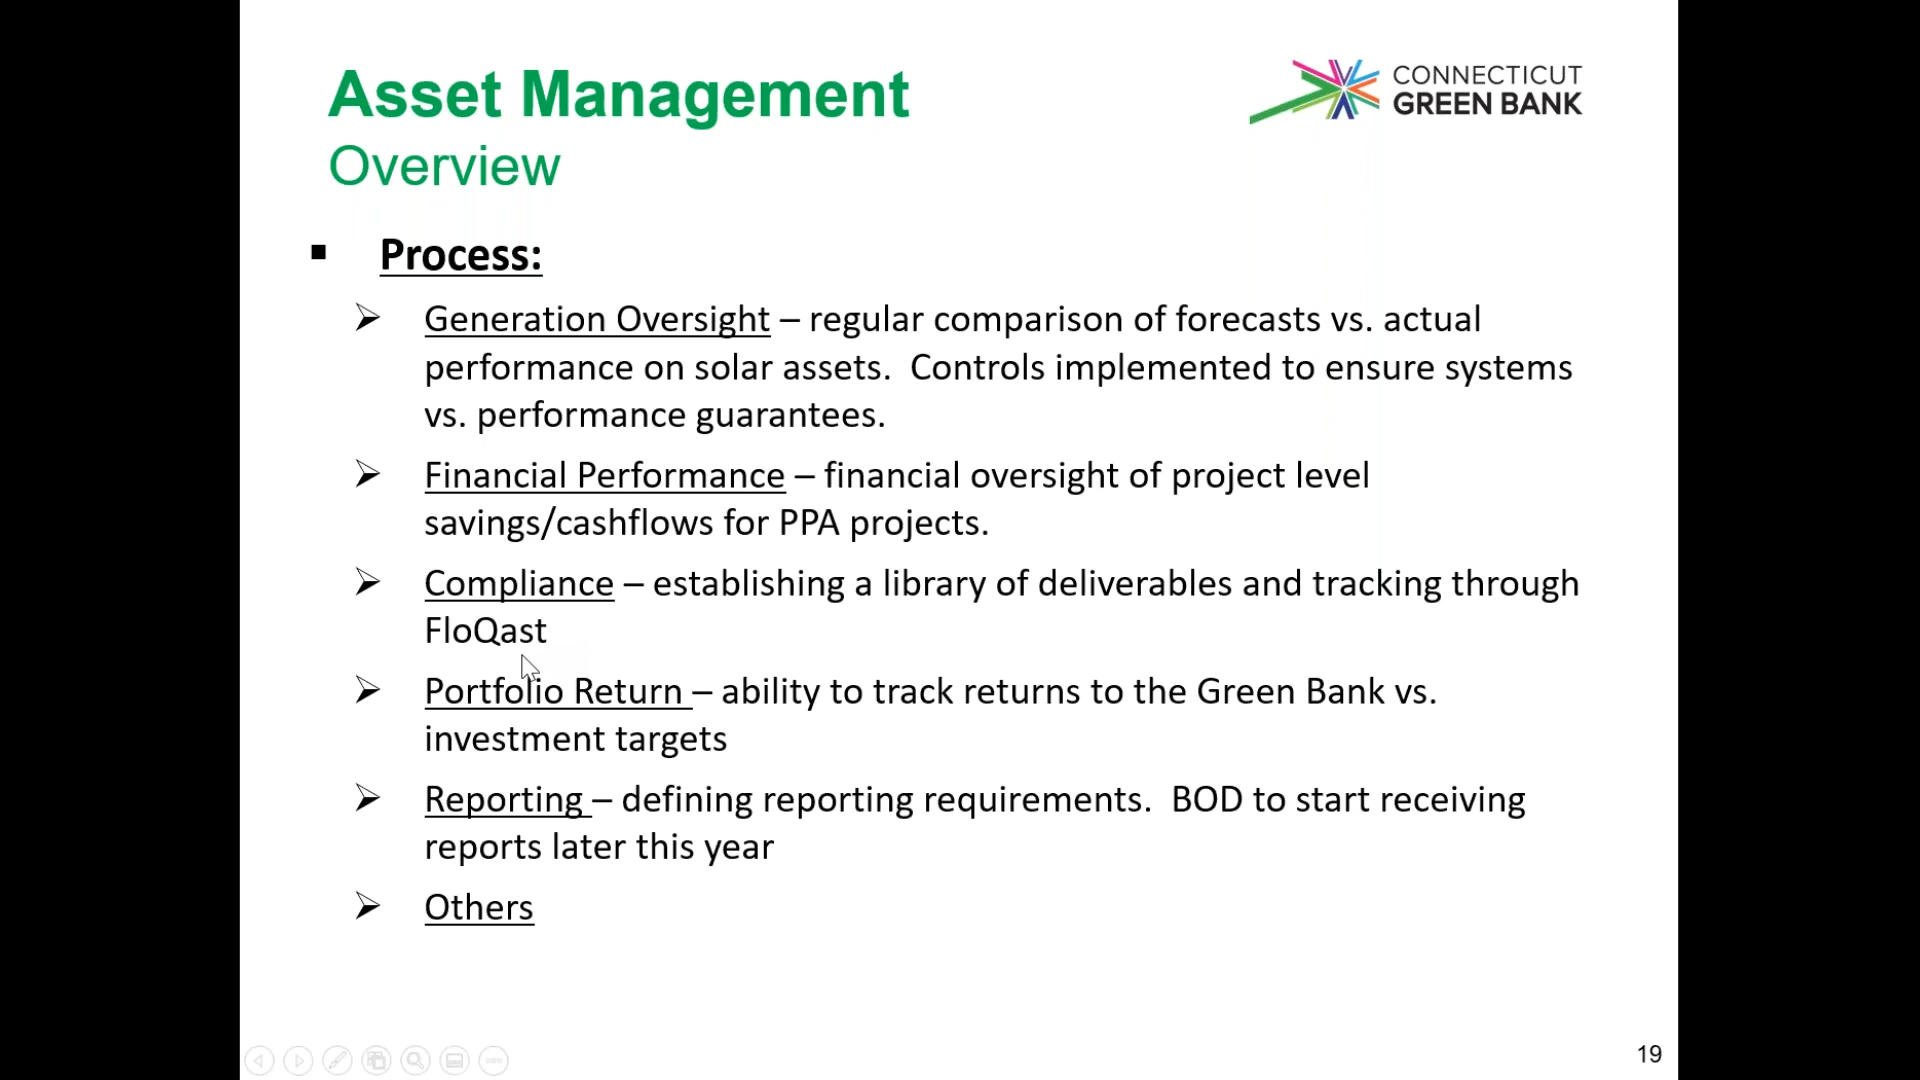 Asset Management
CONNECTICUT
GREEN BANK
Overview
Process:
Generation Oversight – regular comparison of forecasts vs. actual
performance on solar assets.  Controls implemented to ensure systems
vs. performance guarantees.
Financial Performance – financial oversight of project level
savings/cashflows for PPA projects.
Compliance – establishing a library of deliverables and tracking through
FloQast
Portfolio Return – ability to track returns to the Green Bank vs.
investment targets
Reporting – defining reporting requirements.  BOD to start receiving
reports later this year
Others
19